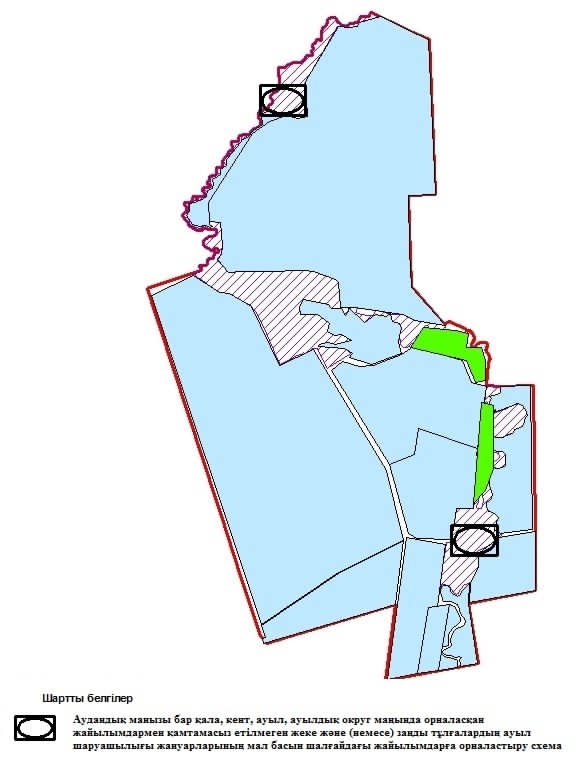 Шартты белгілер
Аудандық маңызы бар қала, кент, ауыл, ауылдық округ маңында орналасқан
жайылымдармен қамтамасыз етілмеген жеке және (немесе) заңды тұлғалардың ауыл
шаруашылығы жануарларының мал басын шалғайдағы жайылымдарға орналастыру схема